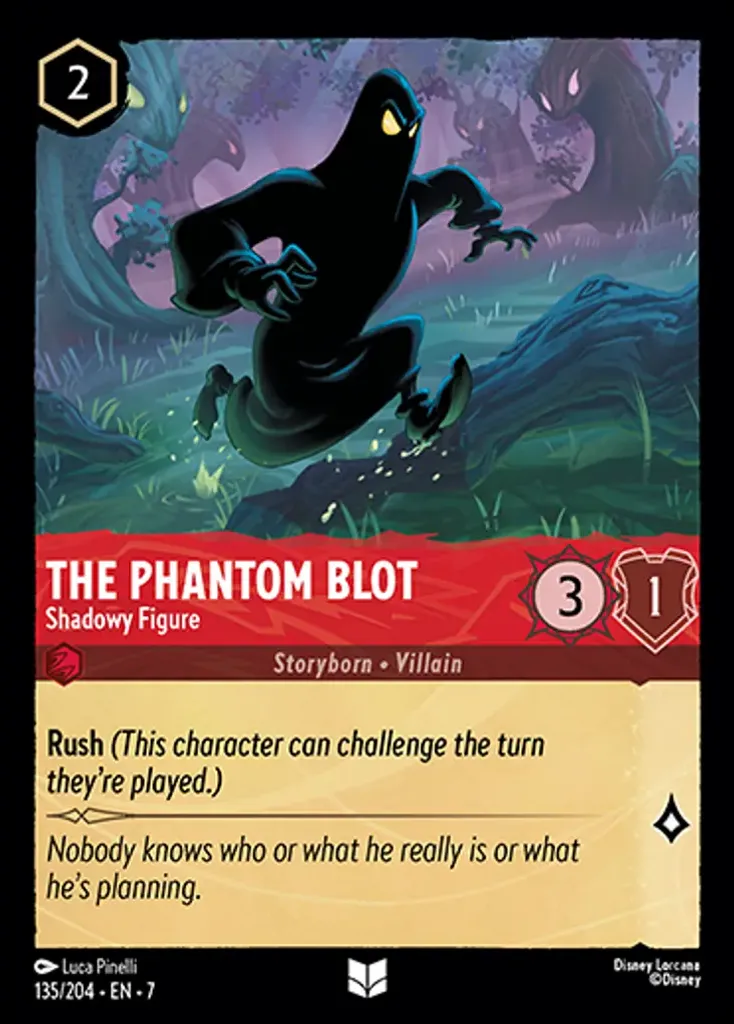 2
THE PHANTOM BLOT
Shadowy Figure
3
1
Storyborn • Villain
Rush (This character can challenge the turn
they're played.)
Nobody knows who or what he really is or what
he's planning.
Luca Pinelli
135/204 • EN • 7
Disney Lorcana
©Disney